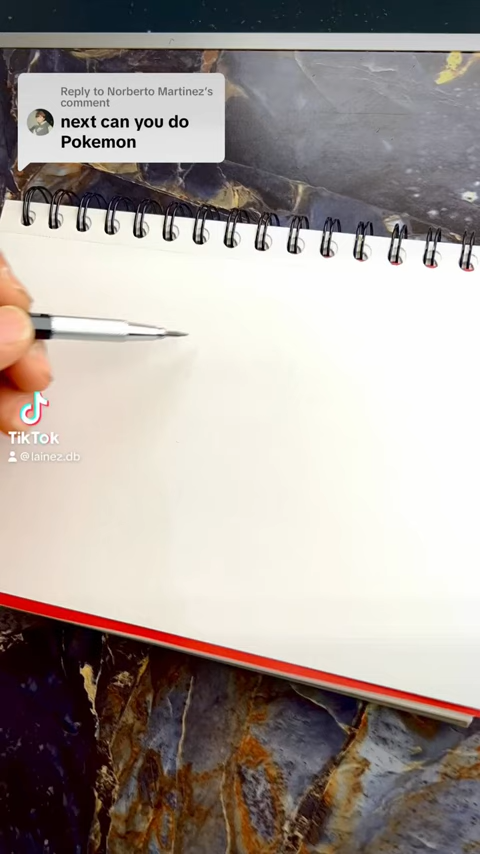 Reply to Norberto Martinez's
comment
next can you do
Pokemon
TikTok
@lainez.db